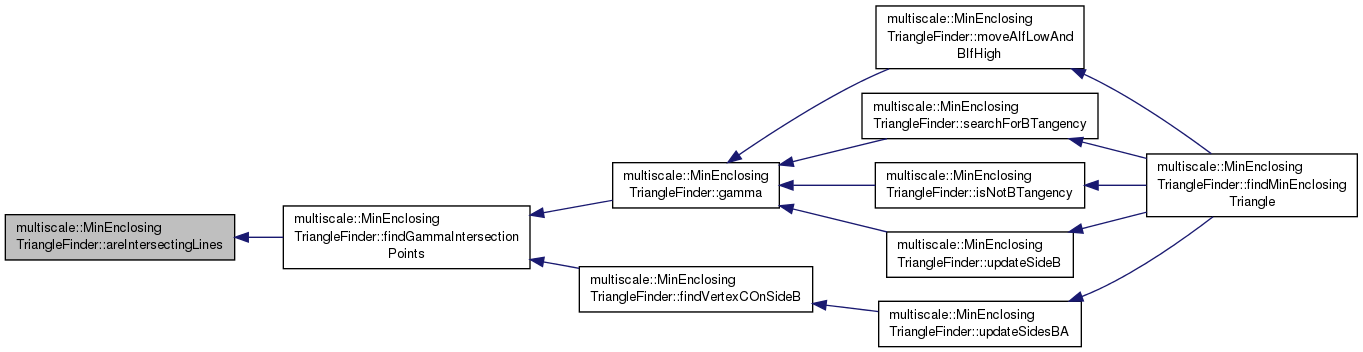 multiscale::MinEnclosing
TriangleFinder::areIntersectingLines
multiscale::MinEnclosing
TriangleFinder::findGammaIntersection
Points
multiscale::MinEnclosing
TriangleFinder::gamma
multiscale::MinEnclosing
TriangleFinder::findVertexCOnSideB
multiscale::MinEnclosing
TriangleFinder::moveAIfLowAnd
BIfHigh
multiscale::MinEnclosing
TriangleFinder::searchForBTangency
multiscale::MinEnclosing
TriangleFinder::isNotBTangency
multiscale::MinEnclosing
TriangleFinder::updateSideB
multiscale::MinEnclosing
TriangleFinder::updateSidesBA
multiscale::MinEnclosing
TriangleFinder::findMinEnclosing
Triangle